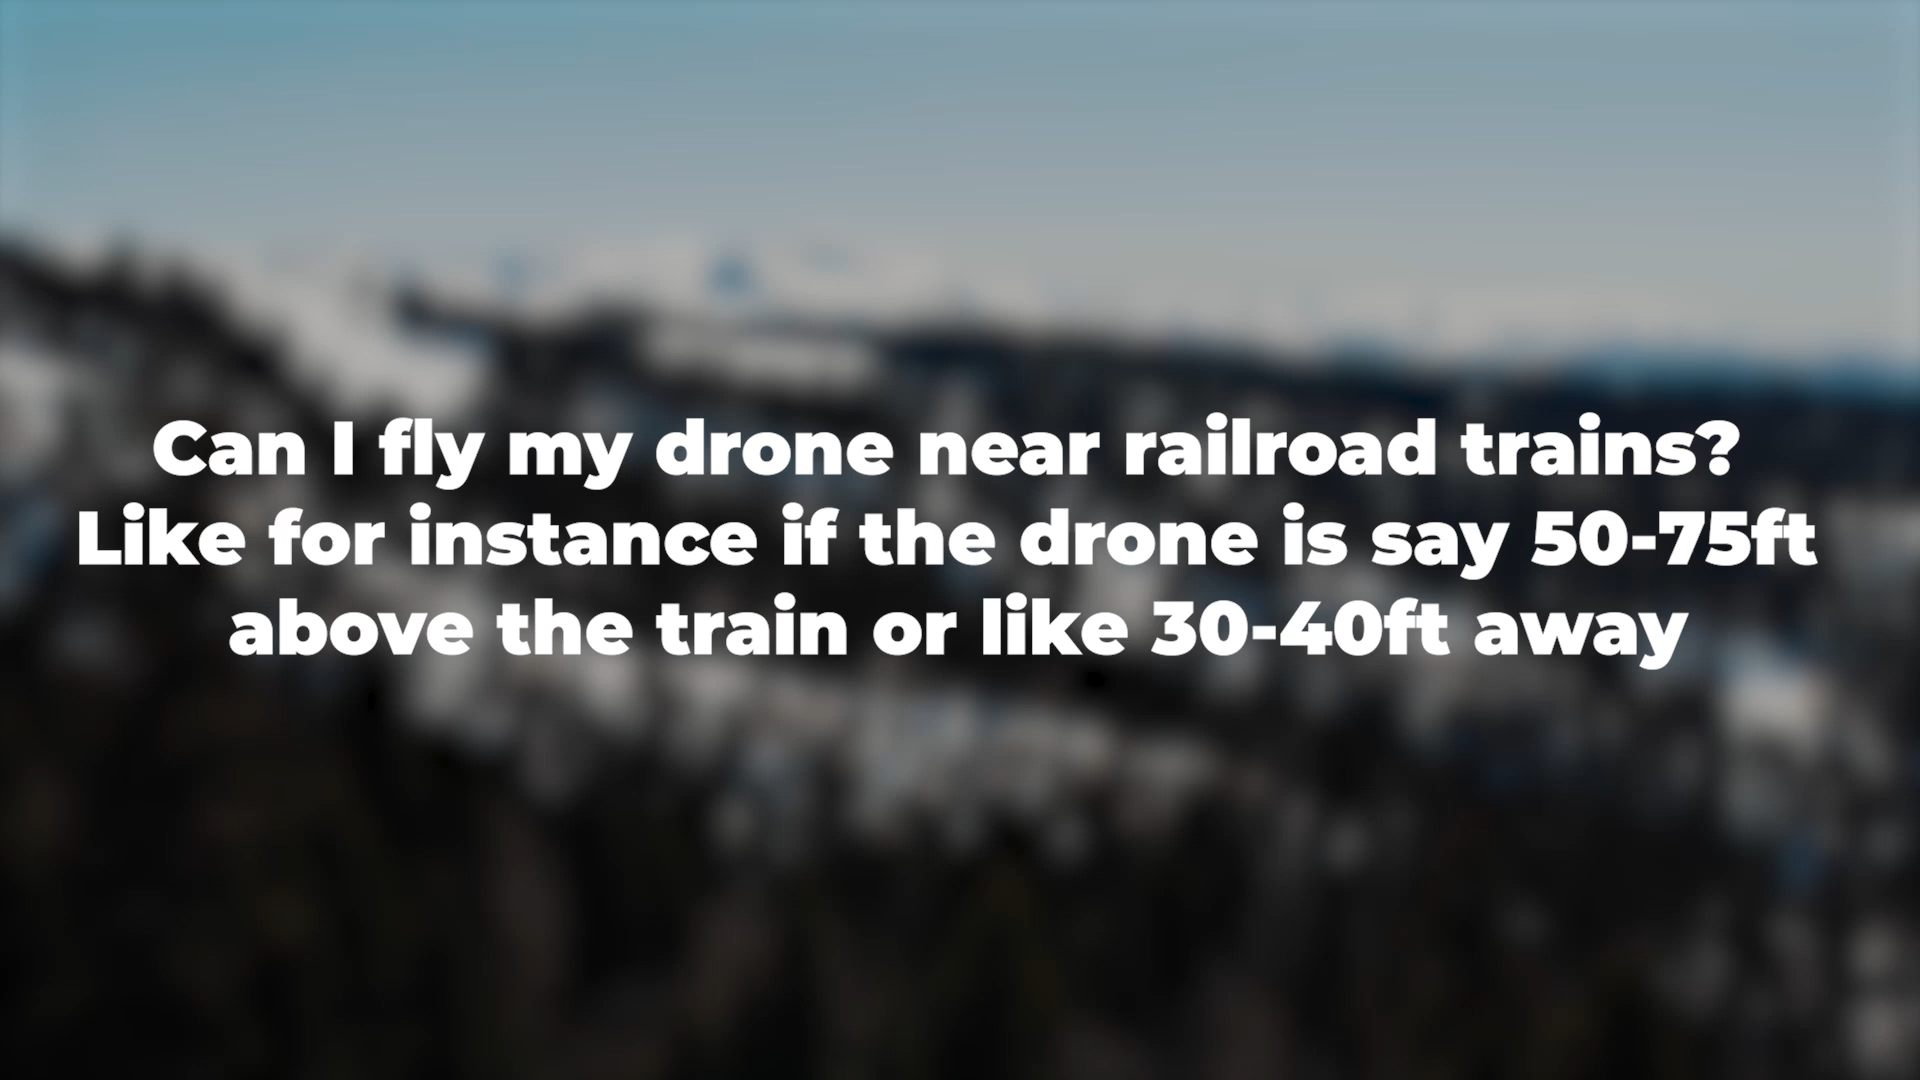 Can I fly my drone near railroad trains?
Like for instance if the drone is say 50-75ft
above the train or like 30-40ft away